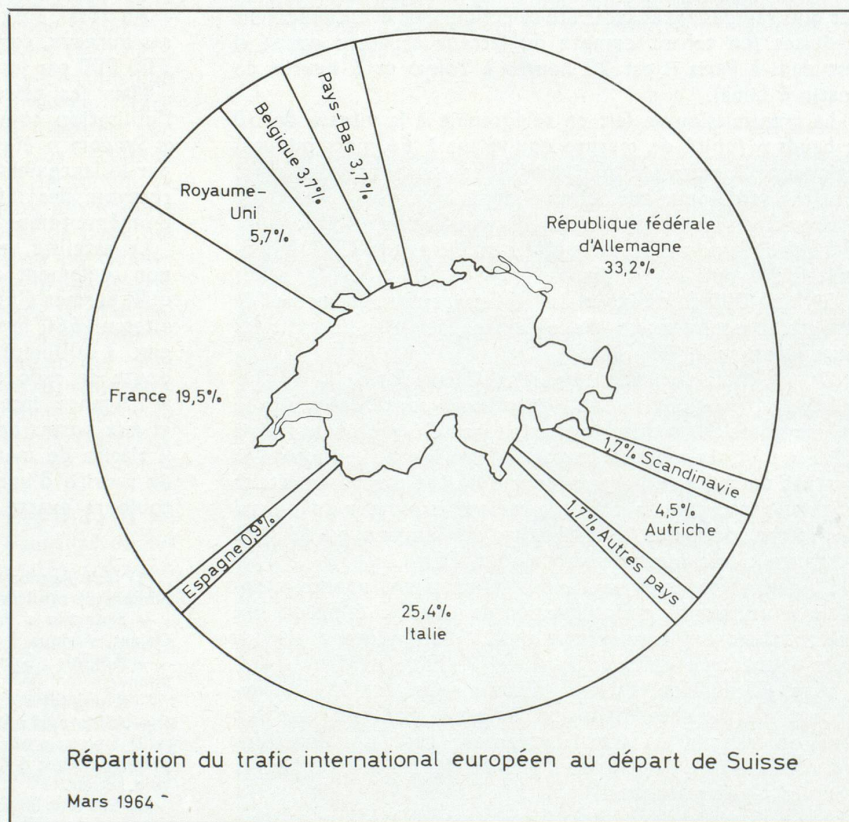 Pays-Bas 3,7%
Belgique 3,7%
Royaume-
Uni
5,7%
République fédérale
d'Allemagne
33,2%
France 19,5%
1,7% Scandinavie
4,5%
Autriche
1,7% Autres pays
Espagne 0,9%
25,4%
Italie
Répartition du trafic international européen au départ de Suisse
Mars 1964